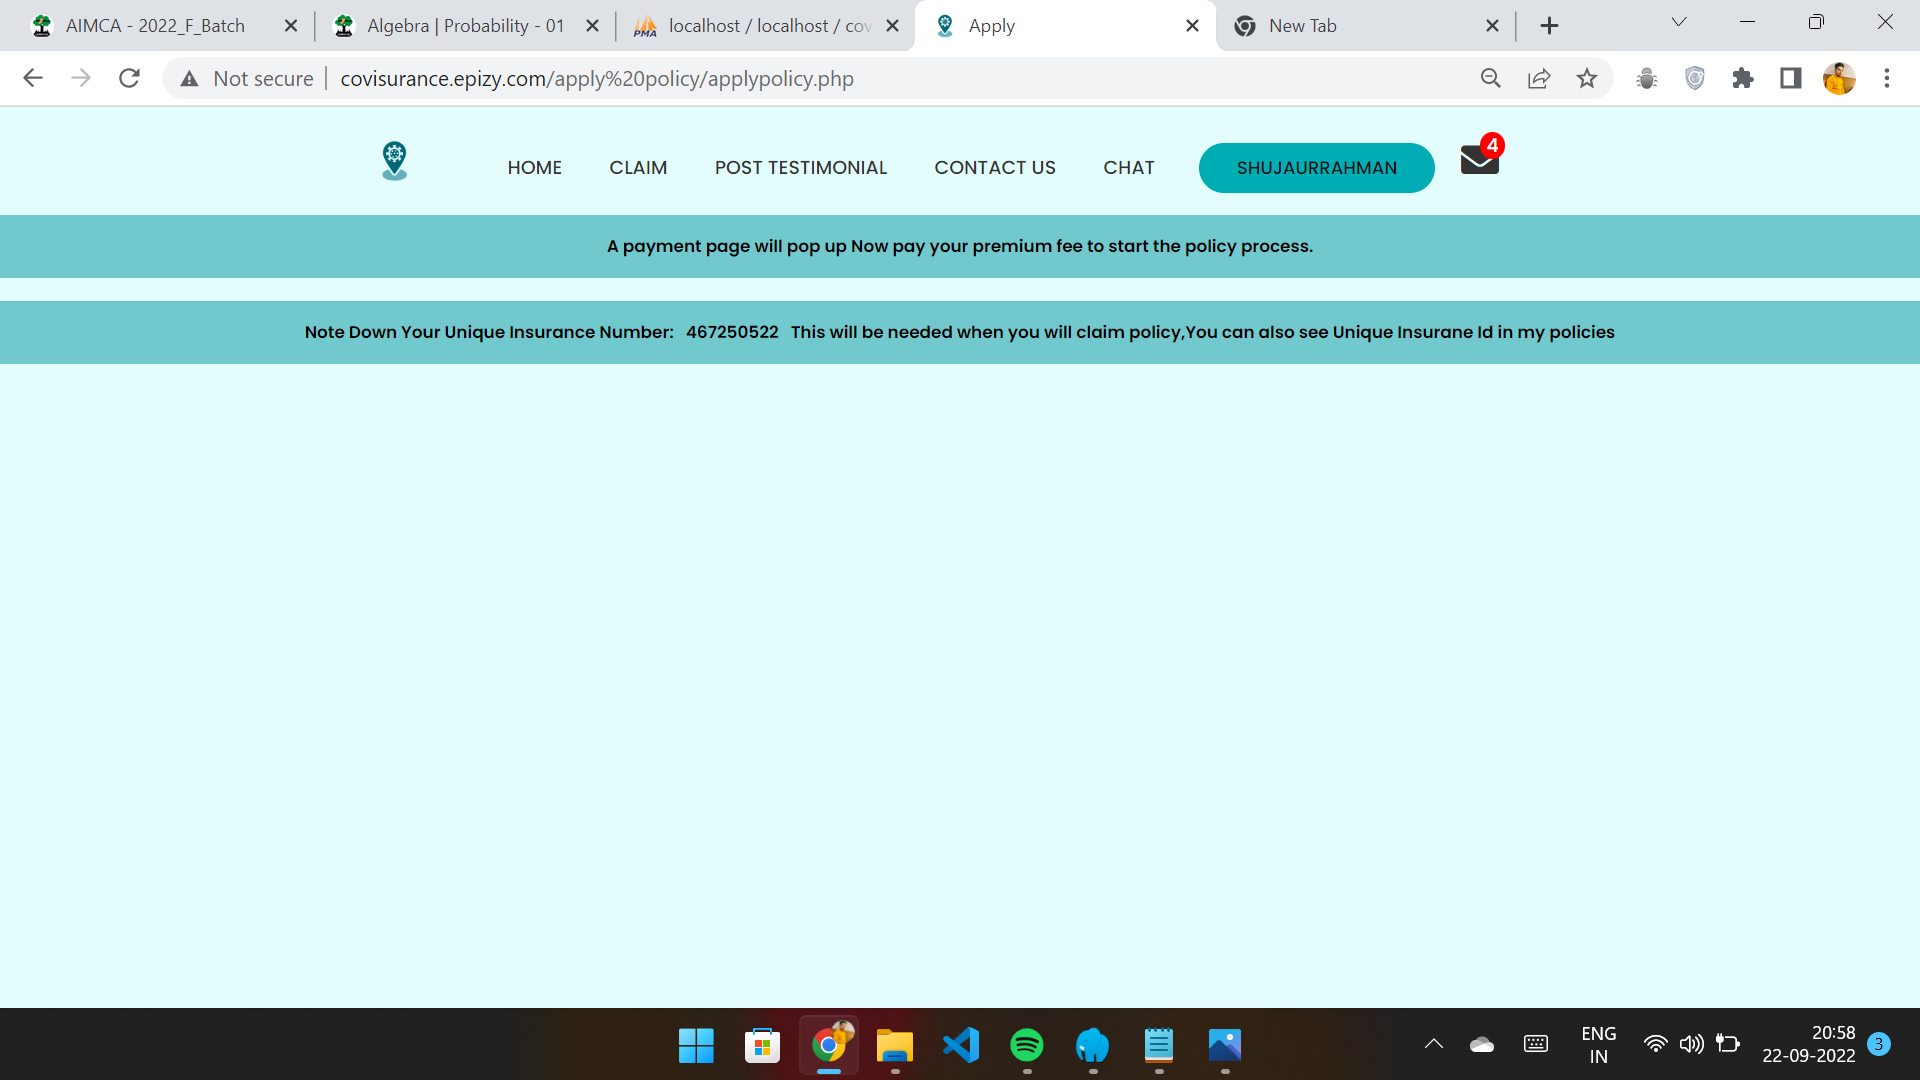 AIMCA - 2022_F_Batch
Algebra | Probability - 01
localhost / localhost / cov
Apply
New Tab
Not secure
covisurance.epizy.com/apply%20policy/applypolicy.php
HOME
CLAIM
POST TESTIMONIAL
CONTACT US
CHAT
SHUJAURRAHMAN
4
A payment page will pop up Now pay your premium fee to start the policy process.
Note Down Your Unique Insurance Number: 467250522 This will be needed when you will claim policy,You can also see Unique Insurane Id in my policies
ENG
IN
20:58
22-09-2022
3